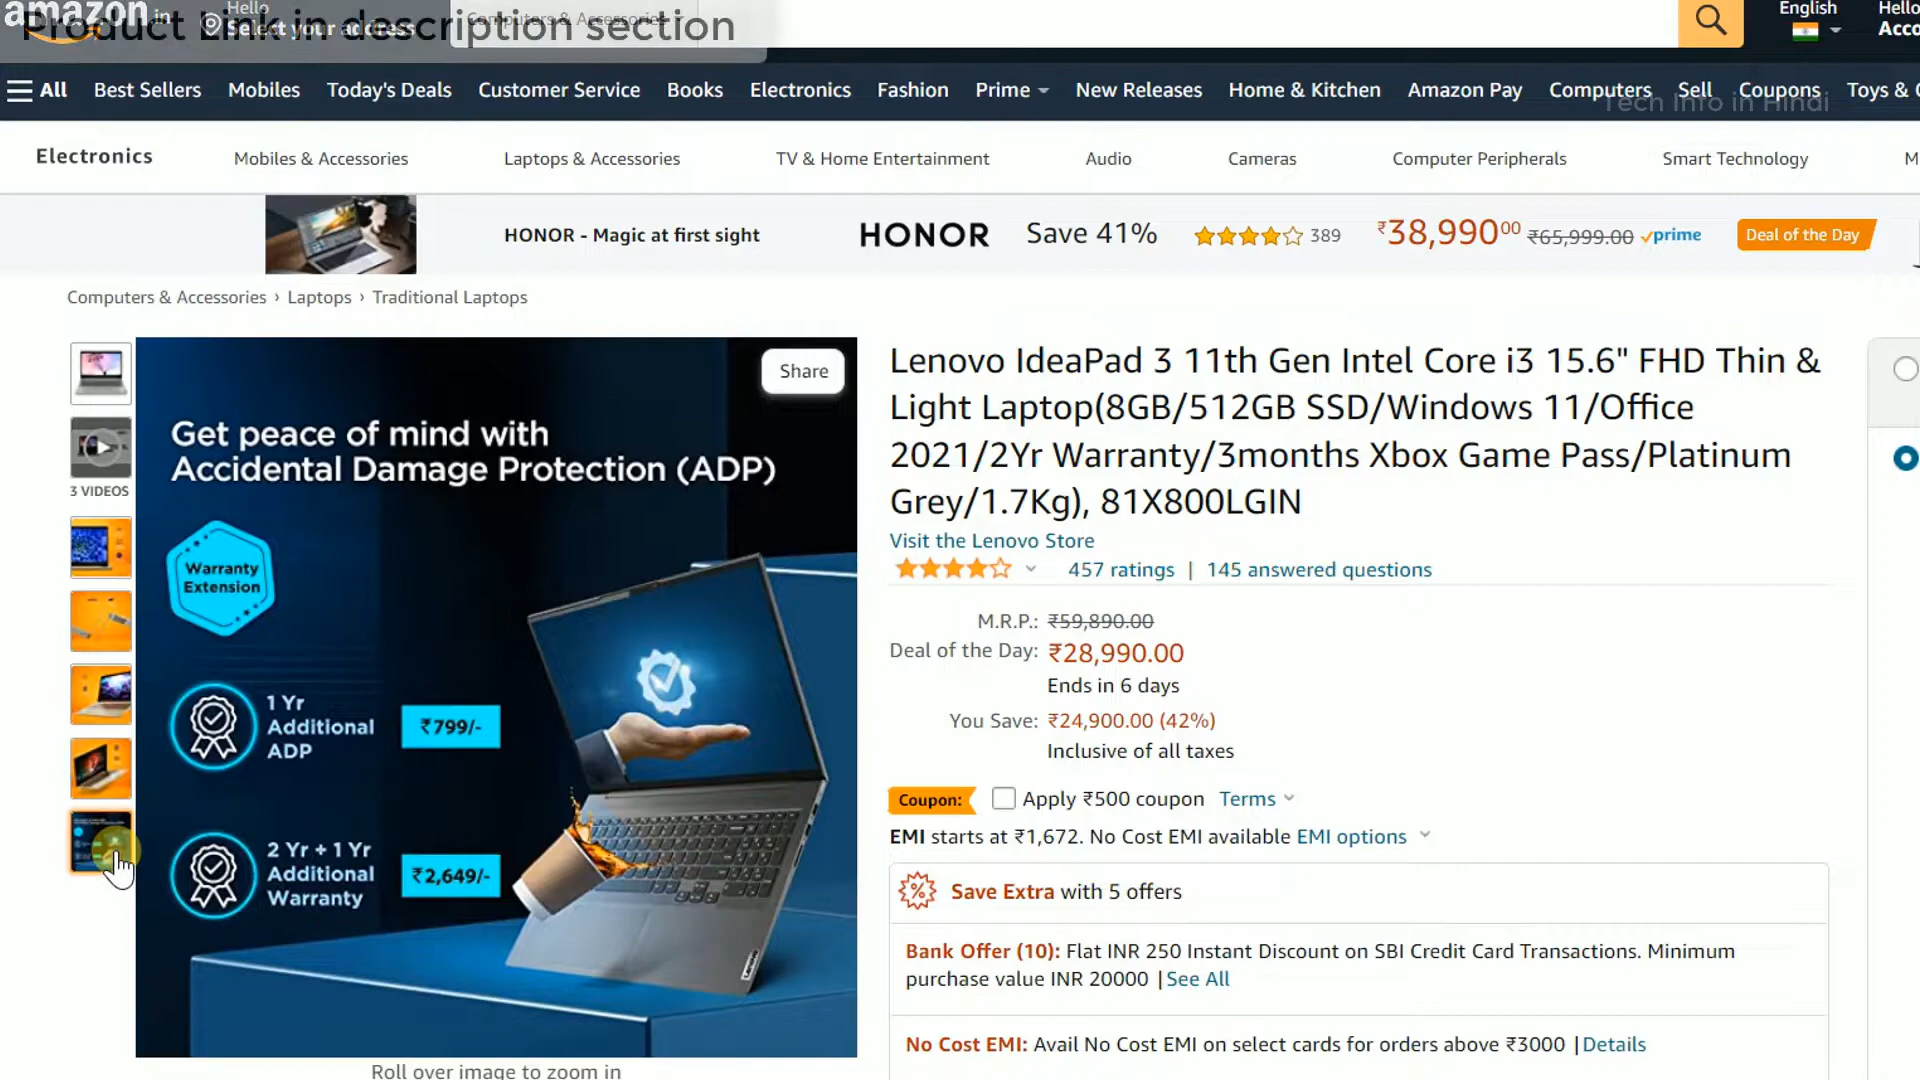 amazon.in
Hello
Select your address
Computers & Accessories
Product Link in description section
English
Hello
Acco
All Best Sellers Mobiles Today's Deals Customer Service Books Electronics Fashion Prime New Releases Home & Kitchen Amazon Pay Computers Sell Coupons Toys &
Tech Info in Hindi
Electronics Mobiles & Accessories Laptops & Accessories TV & Home Entertainment Audio Cameras Computer Peripherals Smart Technology M
HONOR - Magic at first sight HONOR Save 41% 389 ₹38,990⁰⁰ ₹65,999.00 prime Deal of the Day
Computers & Accessories › Laptops › Traditional Laptops
3 VIDEOS
Share
Get peace of mind with
Accidental Damage Protection (ADP)
Warranty
Extension
1 Yr
Additional
ADP
₹799/-
2 Yr + 1 Yr
Additional
Warranty
₹2,649/-
Lenovo
Roll over image to zoom in
Lenovo IdeaPad 3 11th Gen Intel Core i3 15.6" FHD Thin &
Light Laptop(8GB/512GB SSD/Windows 11/Office
2021/2Yr Warranty/3months Xbox Game Pass/Platinum
Grey/1.7Kg), 81X800LGIN
Visit the Lenovo Store
457 ratings | 145 answered questions
M.R.P.: ₹59,890.00
Deal of the Day: ₹28,990.00
Ends in 6 days
You Save: ₹24,900.00 (42%)
Inclusive of all taxes
Coupon: Apply ₹500 coupon Terms
EMI starts at ₹1,672. No Cost EMI available EMI options
Save Extra with 5 offers
Bank Offer (10): Flat INR 250 Instant Discount on SBI Credit Card Transactions. Minimum
purchase value INR 20000 | See All
No Cost EMI: Avail No Cost EMI on select cards for orders above ₹3000 | Details